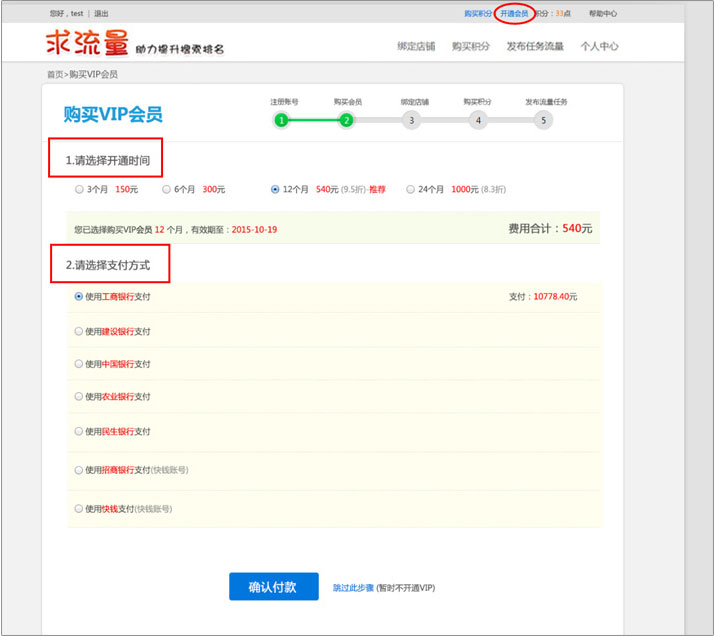 您好，test | 退出
购买积分 开通会员 积分：33点 帮助中心
求流量 助力提升搜索排名
绑定店铺 购买积分 发布任务流量 个人中心
首页>购买VIP会员
购买VIP会员
注册账号 购买会员 绑定店铺 购买积分 发布流量任务
1 2 3 4 5
1.请选择开通时间
3个月 150元 6个月 300元 12个月 540元 (9.5折)-推荐 24个月 1000元 (8.3折)
您已选择购买VIP会员 12 个月，有效期至：2015-10-19 费用合计：540元
2.请选择支付方式
使用工商银行支付 支付：10778.40元
使用建设银行支付
使用中国银行支付
使用农业银行支付
使用民生银行支付
使用招商银行支付(快钱账号)
使用快钱支付(快钱账号)
确认付款 跳过此步骤 (暂时不开通VIP)